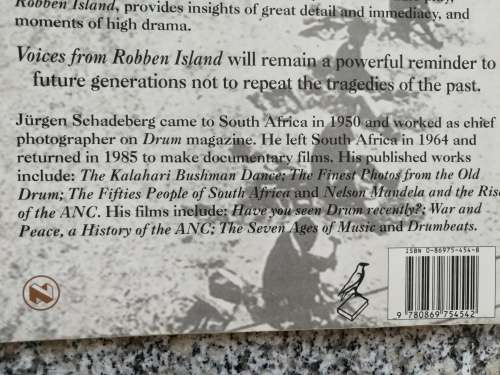 Robben Island, provides insights of great detail and immediacy, and
moments of high drama.
Voices from Robben Island will remain a powerful reminder to
future generations not to repeat the tragedies of the past.
Jürgen Schadeberg came to South Africa in 1950 and worked as chief
photographer on Drum magazine. He left South Africa in 1964 and
returned in 1985 to make documentary films. His published works
include: The Kalahari Bushman Dance; The Finest Photos from the Old
Drum; The Fifties People of South Africa and Nelson Mandela and the Rise
of the ANC. His films include: Have you seen Drum recently?; War and
Peace, a History of the ANC; The Seven Ages of Music and Drumbeats.
ISBN 0-86975-454-8
9 780869 754542